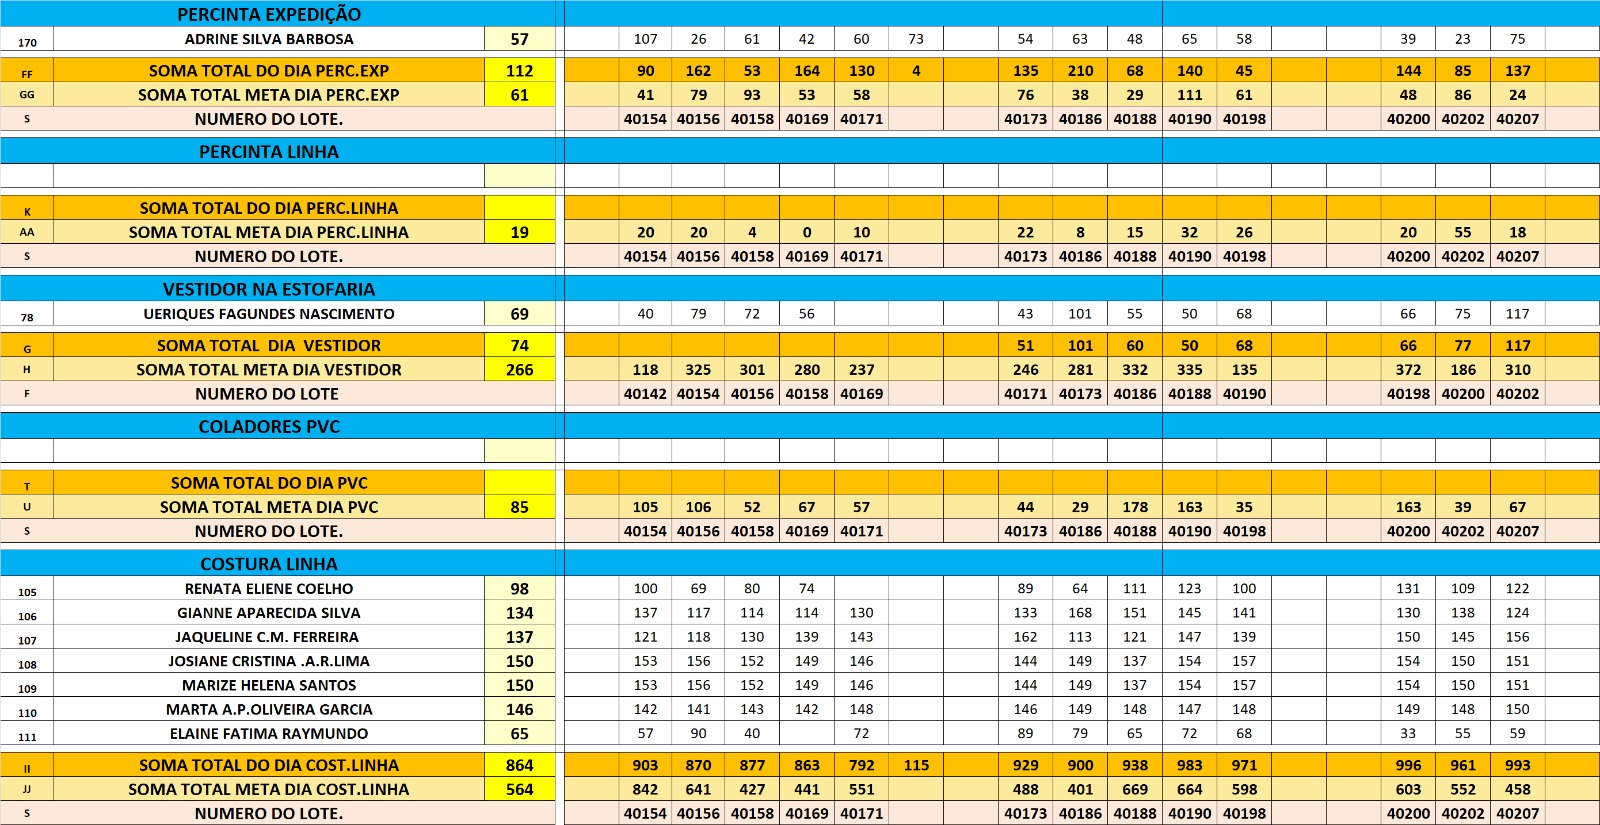 PERCINTA EXPEDIÇÃO
170 ADRINE SILVA BARBOSA 57 107 26 61 42 60 73 54 63 48 65 58 39 23 75
FF SOMA TOTAL DO DIA PERC.EXP 112 90 162 53 164 130 4 135 210 68 140 45 144 85 137
GG SOMA TOTAL META DIA PERC.EXP 61 41 79 93 53 58 76 38 29 111 61 48 86 24
S NUMERO DO LOTE. 40154 40156 40158 40169 40171 40173 40186 40188 40190 40198 40200 40202 40207
PERCINTA LINHA
K SOMA TOTAL DO DIA PERC.LINHA
AA SOMA TOTAL META DIA PERC.LINHA 19 20 20 4 0 10 22 8 15 32 26 20 55 18
S NUMERO DO LOTE. 40154 40156 40158 40169 40171 40173 40186 40188 40190 40198 40200 40202 40207
VESTIDOR NA ESTOFARIA
78 UERIQUES FAGUNDES NASCIMENTO 69 40 79 72 56 43 101 55 50 68 66 75 117
G SOMA TOTAL DIA VESTIDOR 74 51 101 60 50 68 66 77 117
H SOMA TOTAL META DIA VESTIDOR 266 118 325 301 280 237 246 281 332 335 135 372 186 310
F NUMERO DO LOTE 40142 40154 40156 40158 40169 40171 40173 40186 40188 40190 40198 40200 40202
COLADORES PVC
T SOMA TOTAL DO DIA PVC
U SOMA TOTAL META DIA PVC 85 105 106 52 67 57 44 29 178 163 35 163 39 67
S NUMERO DO LOTE. 40154 40156 40158 40169 40171 40173 40186 40188 40190 40198 40200 40202 40207
COSTURA LINHA
105 RENATA ELIENE COELHO 98 100 69 80 74 89 64 111 123 100 131 109 122
106 GIANNE APARECIDA SILVA 134 137 117 114 114 130 133 168 151 145 141 130 138 124
107 JAQUELINE C.M. FERREIRA 137 121 118 130 139 143 162 113 121 147 139 150 145 156
108 JOSIANE CRISTINA .A.R.LIMA 150 153 156 152 149 146 144 149 137 154 157 154 150 151
109 MARIZE HELENA SANTOS 150 153 156 152 149 146 144 149 137 154 157 154 150 151
110 MARTA A.P.OLIVEIRA GARCIA 146 142 141 143 142 148 146 149 148 147 148 149 148 150
111 ELAINE FATIMA RAYMUNDO 65 57 90 40 72 89 79 65 72 68 33 55 59
II SOMA TOTAL DO DIA COST.LINHA 864 903 870 877 863 792 115 929 900 938 983 971 996 961 993
JJ SOMA TOTAL META DIA COST.LINHA 564 842 641 427 441 551 488 401 669 664 598 603 552 458
S NUMERO DO LOTE. 40154 40156 40158 40169 40171 40173 40186 40188 40190 40198 40200 40202 40207